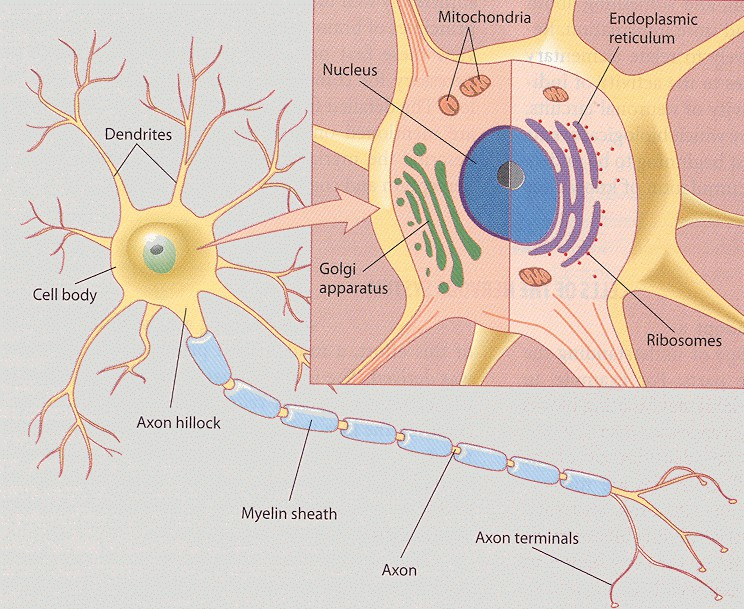 Mitochondria
Endoplasmic
reticulum
Nucleus
Dendrites
Golgi
apparatus
Cell body
Ribosomes
Axon hillock
Myelin sheath
Axon terminals
Axon